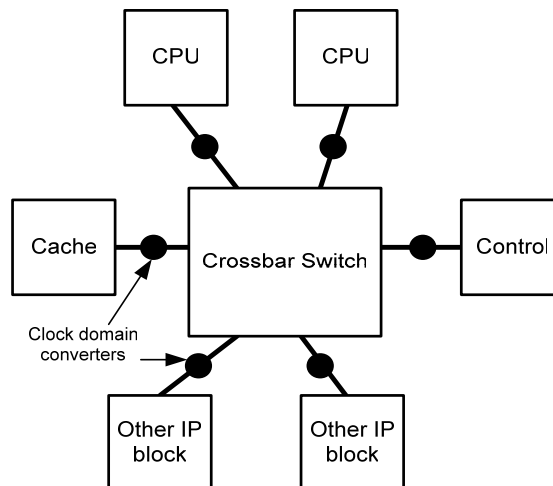 CPU
CPU
Cache
Crossbar Switch
Control
Clock domain
converters
Other IP
block
Other IP
block